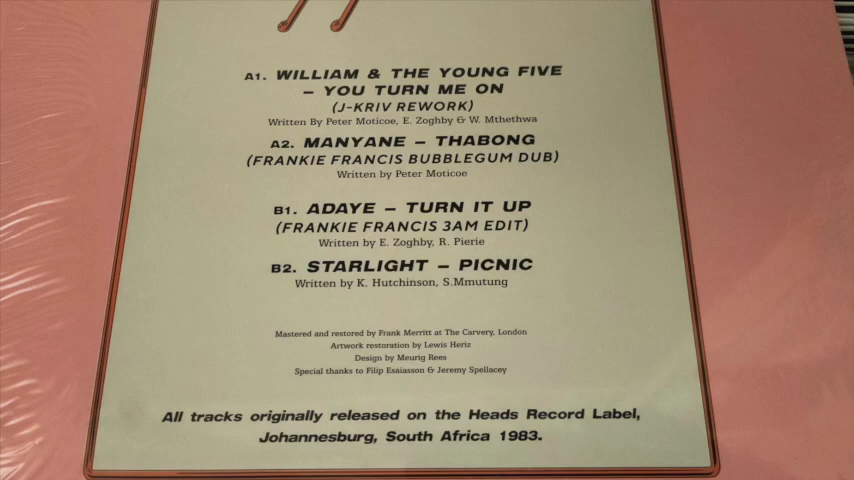 A1. WILLIAM & THE YOUNG FIVE
– YOU TURN ME ON
(J-KRIV REWORK)
Written By Peter Moticoe, E. Zoghby & W. Mthethwa
A2. MANYANE – THABONG
(FRANKIE FRANCIS BUBBLEGUM DUB)
Written by Peter Moticoe
B1. ADAYE – TURN IT UP
(FRANKIE FRANCIS 3AM EDIT)
Written by E. Zoghby, R. Pierie
B2. STARLIGHT – PICNIC
Written by K. Hutchinson, S.Mmutung
Mastered and restored by Frank Merritt at The Carvery, London
Artwork restoration by Lewis Heriz
Design by Meurig Rees
Special thanks to Filip Esaiasson & Jeremy Spellacey
All tracks originally released on the Heads Record Label,
Johannesburg, South Africa 1983.